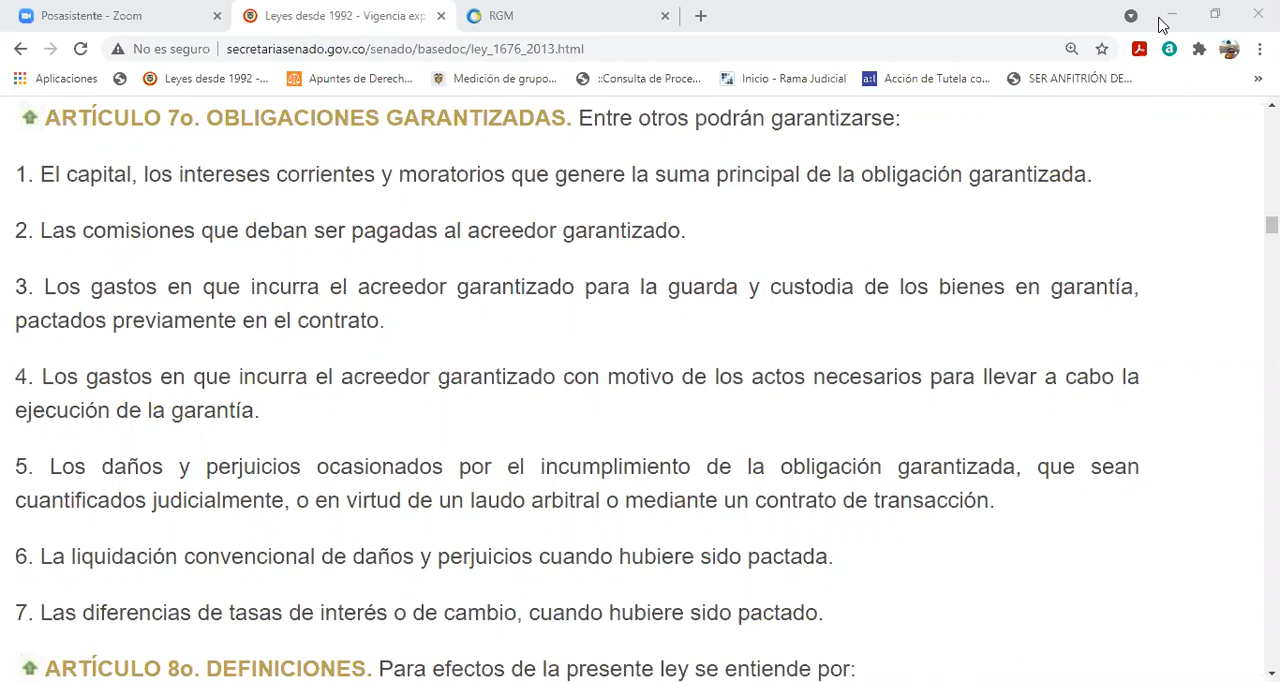 Posasistente - Zoom
Leyes desde 1992 - Vigencia exp
RGM
No es seguro
secretariasenado.gov.co/senado/basedoc/ley_1676_2013.html
Aplicaciones
Leyes desde 1992 -...
Apuntes de Derech...
Medición de grupo...
::Consulta de Proce...
Inicio - Rama Judicial
a:l
Acción de Tutela co...
SER ANFITRIÓN DE...
»
ARTÍCULO 7o. OBLIGACIONES GARANTIZADAS. Entre otros podrán garantizarse:
1. El capital, los intereses corrientes y moratorios que genere la suma principal de la obligación garantizada.
2. Las comisiones que deban ser pagadas al acreedor garantizado.
3. Los gastos en que incurra el acreedor garantizado para la guarda y custodia de los bienes en garantía,
pactados previamente en el contrato.
4. Los gastos en que incurra el acreedor garantizado con motivo de los actos necesarios para llevar a cabo la
ejecución de la garantía.
5. Los daños y perjuicios ocasionados por el incumplimiento de la obligación garantizada, que sean
cuantificados judicialmente, o en virtud de un laudo arbitral o mediante un contrato de transacción.
6. La liquidación convencional de daños y perjuicios cuando hubiere sido pactada.
7. Las diferencias de tasas de interés o de cambio, cuando hubiere sido pactado.
ARTÍCULO 8o. DEFINICIONES. Para efectos de la presente ley se entiende por: